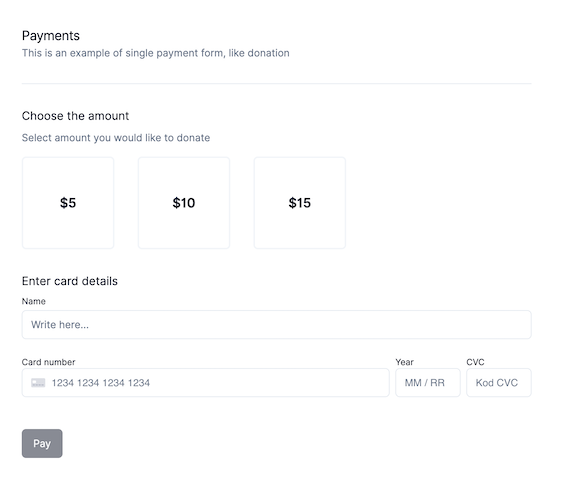 Payments
This is an example of single payment form, like donation
Choose the amount
Select amount you would like to donate
$5 $10 $15
Enter card details
Name
Write here...
Card number Year CVC
1234 1234 1234 1234 MM / RR Kod CVC
Pay